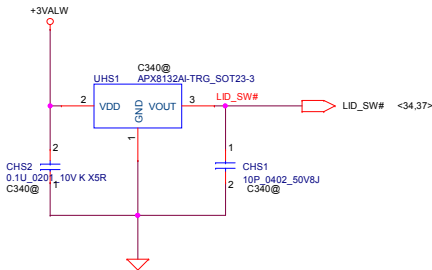 +3VALW
C340@
UHS1 APX8132AI-TRG_SOT23-3
2 VDD VOUT 3 LID_SW#
GND
1
LID_SW# <34,37>
2
CHS2
0.1U_0201_10V K X5R
C340@
1
1
CHS1
2
10P_0402_50V8J
C340@